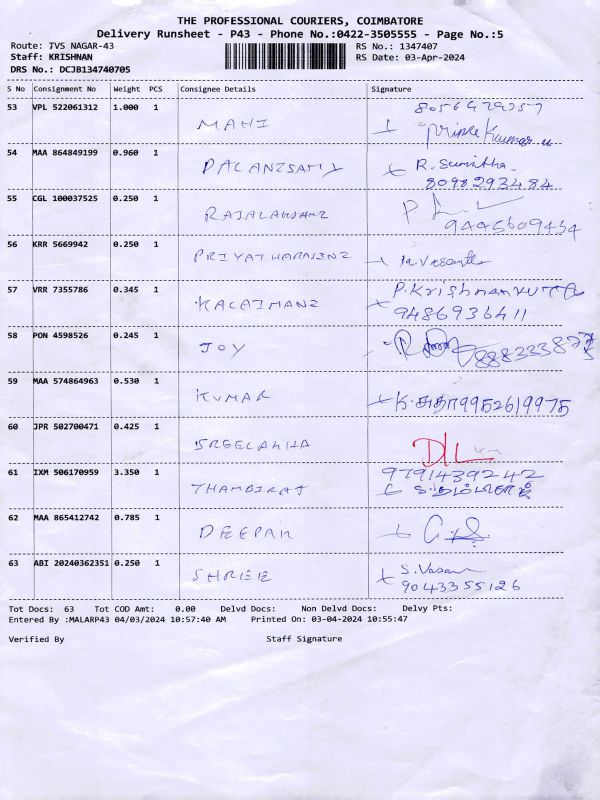 THE PROFESSIONAL COURIERS, COIMBATORE
Delivery Runsheet - P43 - Phone No.:0422-3505555 - Page No.:5
Route: TVS NAGAR-43 RS No.: 1347407
Staff: KRISHNAN RS Date: 03-Apr-2024
DRS No.: DCJB134740705
S No Consignment No Weight PCS Consignee Details Signature
53 VPL 522061312 1.000 1
MAHI
54 MAA 864849199 0.960 1 R. Sumitha
PALANISAMY 8098293484
55 CGL 100037525 0.250 1
9445609434
56 KRR 5669942 0.250 1
57 VRR 7355786 0.345 1 P.Krishnankutty
KALAIMANI 9486936411
58 PON 4598526 0.245 1
JOY
59 MAA 574864963 0.530 1
KUMAR K.சுதா 9952619975
60 JPR 502700471 0.425 1
61 IXM 506170959 3.350 1 9791439242
THAMBIRAJ
62 MAA 865412742 0.785 1
DEEPAK
63 ABI 20240362351 0.250 1 S. Vasan
SHREE 9043355126
Tot Docs: 63 Tot COD Amt: 0.00 Delvd Docs: Non Delvd Docs: Delvy Pts:
Entered By :MALARP43 04/03/2024 10:57:40 AM Printed On: 03-04-2024 10:55:47
Verified By Staff Signature